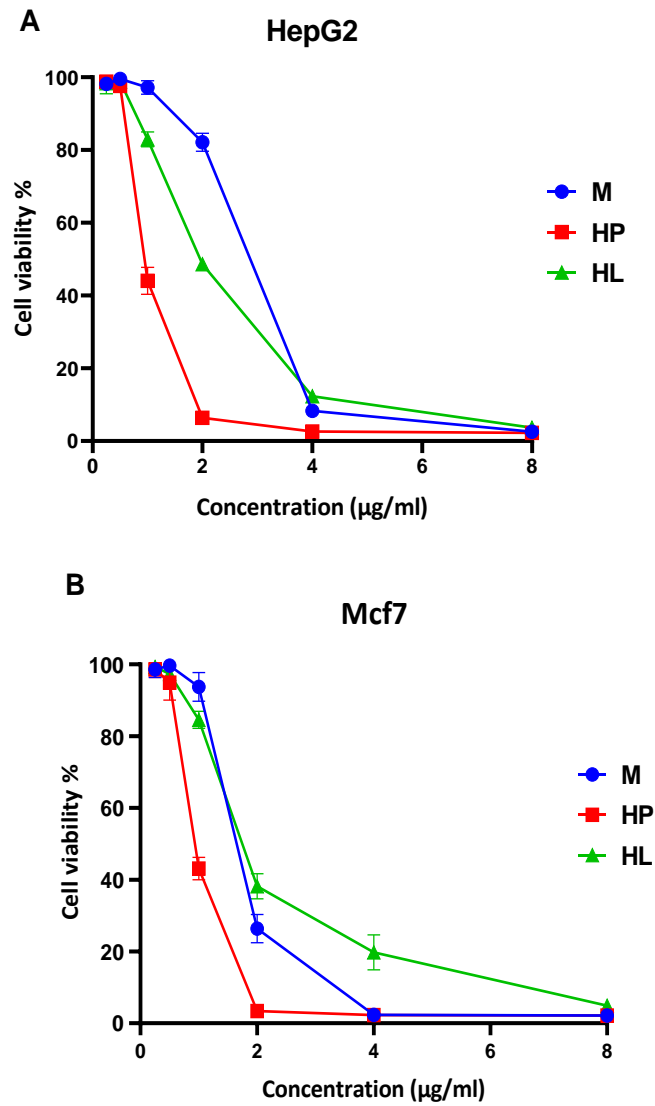 A
HepG2
100
80
60
40
20
0
Cell viability %
0 2 4 6 8
Concentration (μg/ml)
M
HP
HL
B
Mcf7
100
80
60
40
20
0
Cell viability %
0 2 4 6 8
Concentration (μg/ml)
M
HP
HL